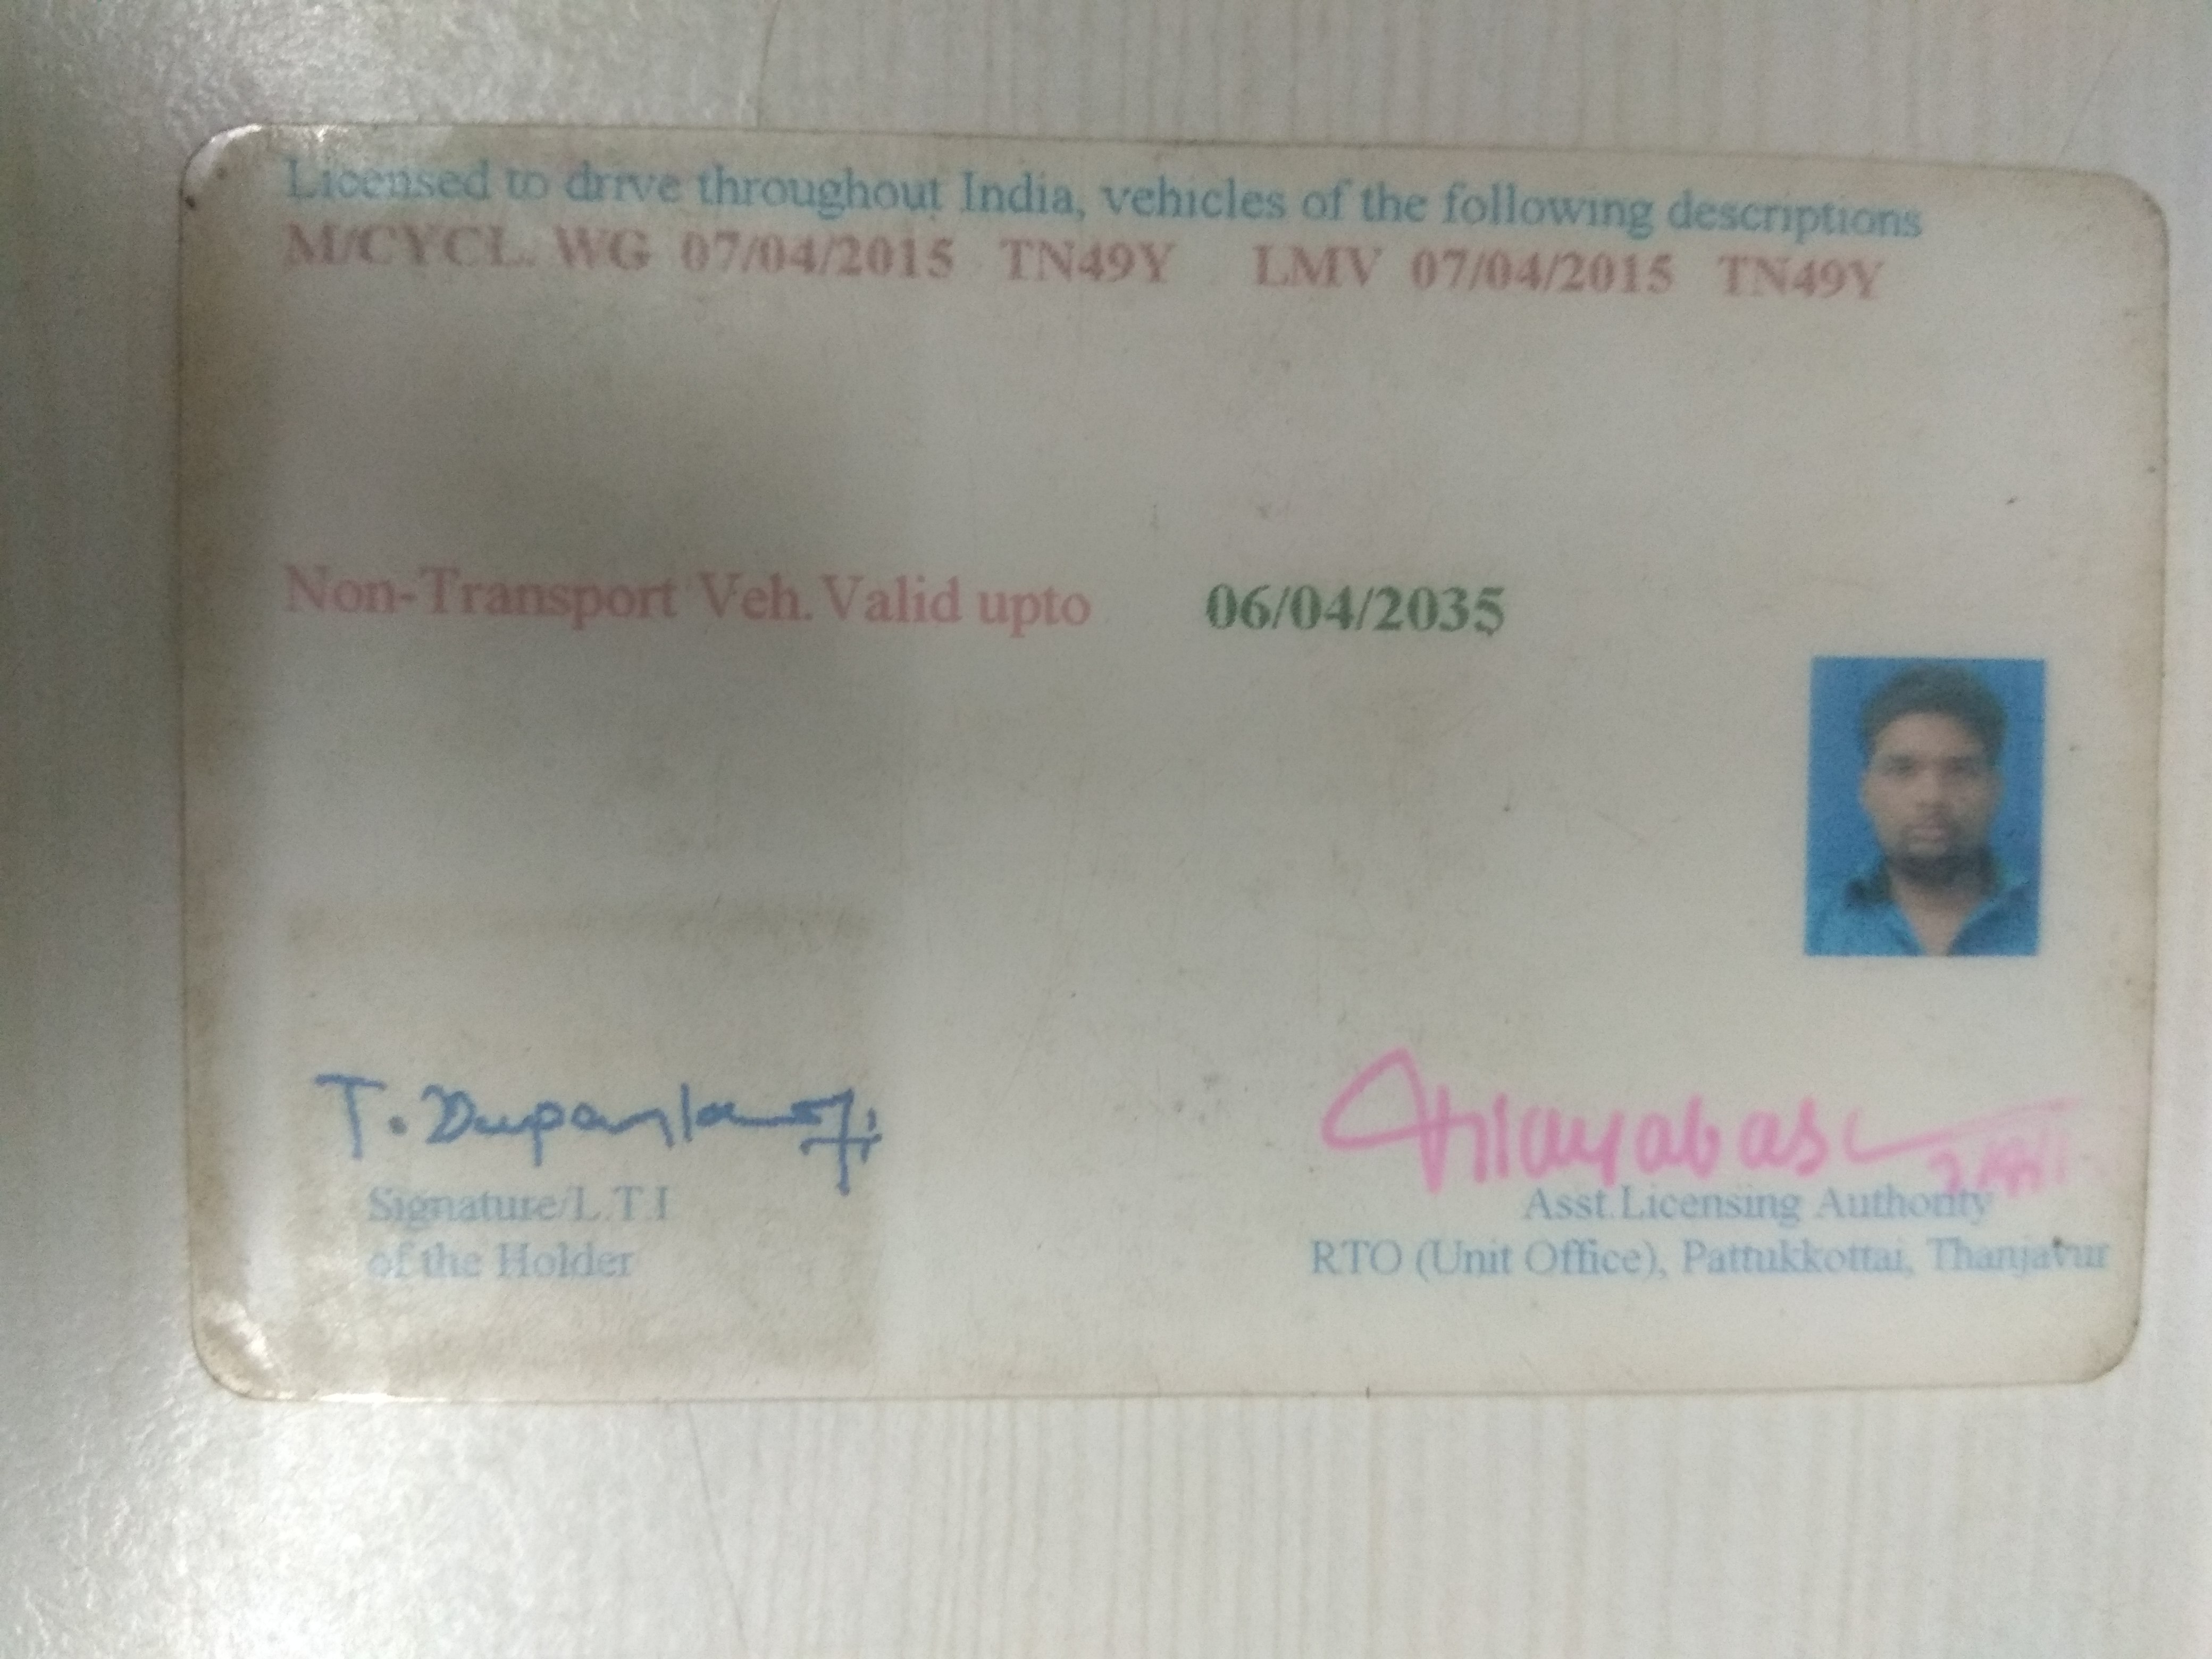 Licensed to drive throughout India, vehicles of the following descriptions
M/CYCL. WG 07/04/2015 TN49Y LMV 07/04/2015 TN49Y
Non-Transport Veh. Valid upto 06/04/2035
T.
Signature/L.T.I
of the Holder
Asst.Licensing Authority
RTO (Unit Office), Pattukkottai, Thanjavur